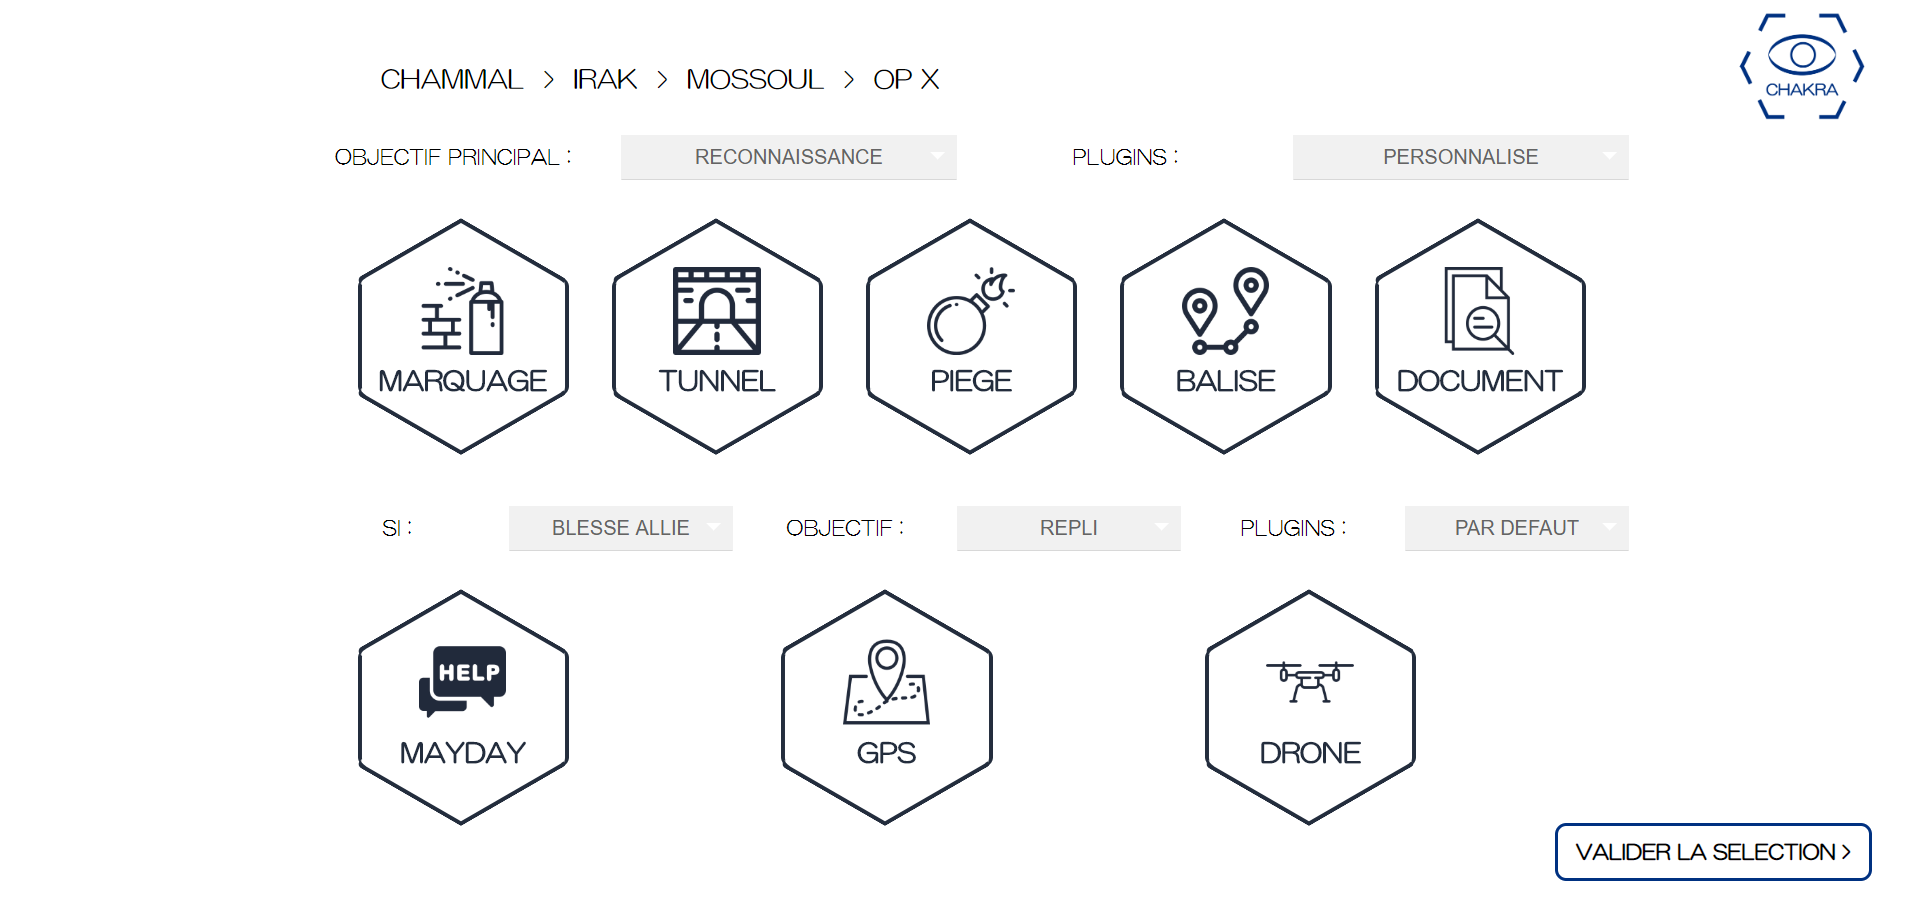 CHAKRA
CHAMMAL > IRAK > MOSSOUL > OP X
OBJECTIF PRINCIPAL : RECONNAISSANCE PLUGINS : PERSONNALISE
MARQUAGE TUNNEL PIEGE BALISE DOCUMENT
SI : BLESSE ALLIE OBJECTIF : REPLI PLUGINS : PAR DEFAUT
HELP
MAYDAY GPS DRONE
VALIDER LA SELECTION >